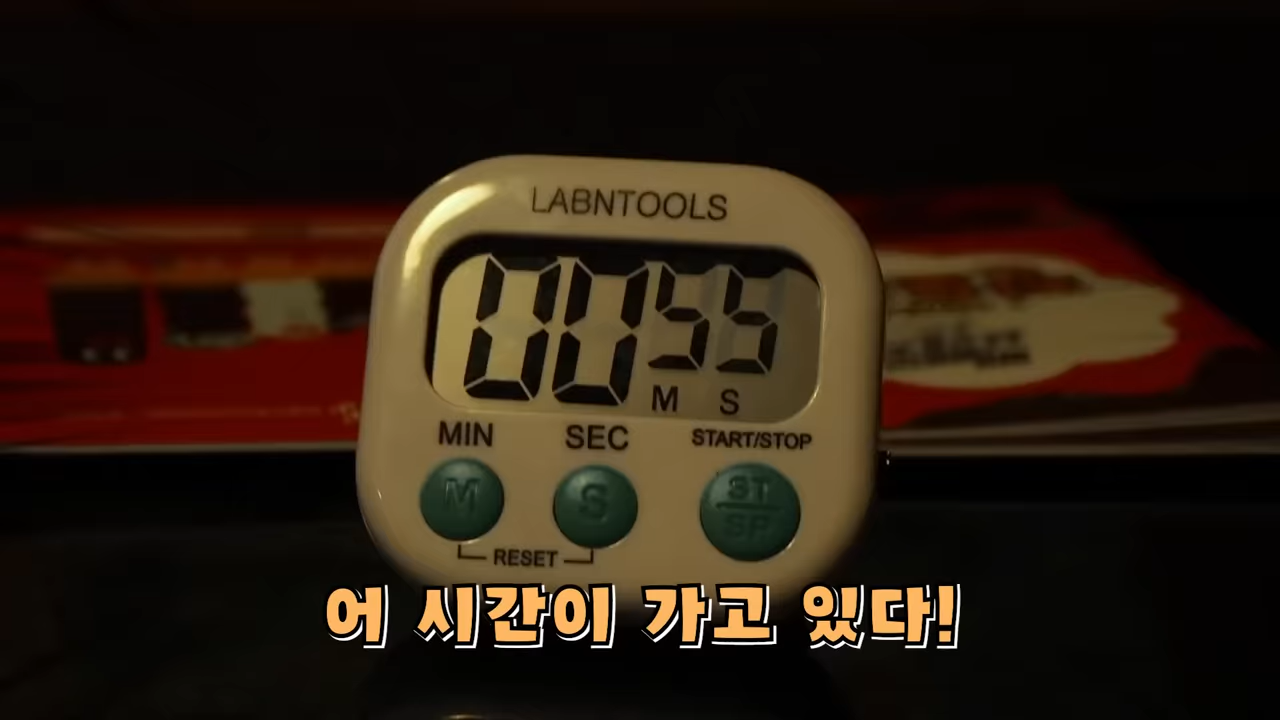 LABNTOOLS
00 55
M S
MIN SEC START/STOP
M S ST
SP
RESET
어 시간이 가고 있다!